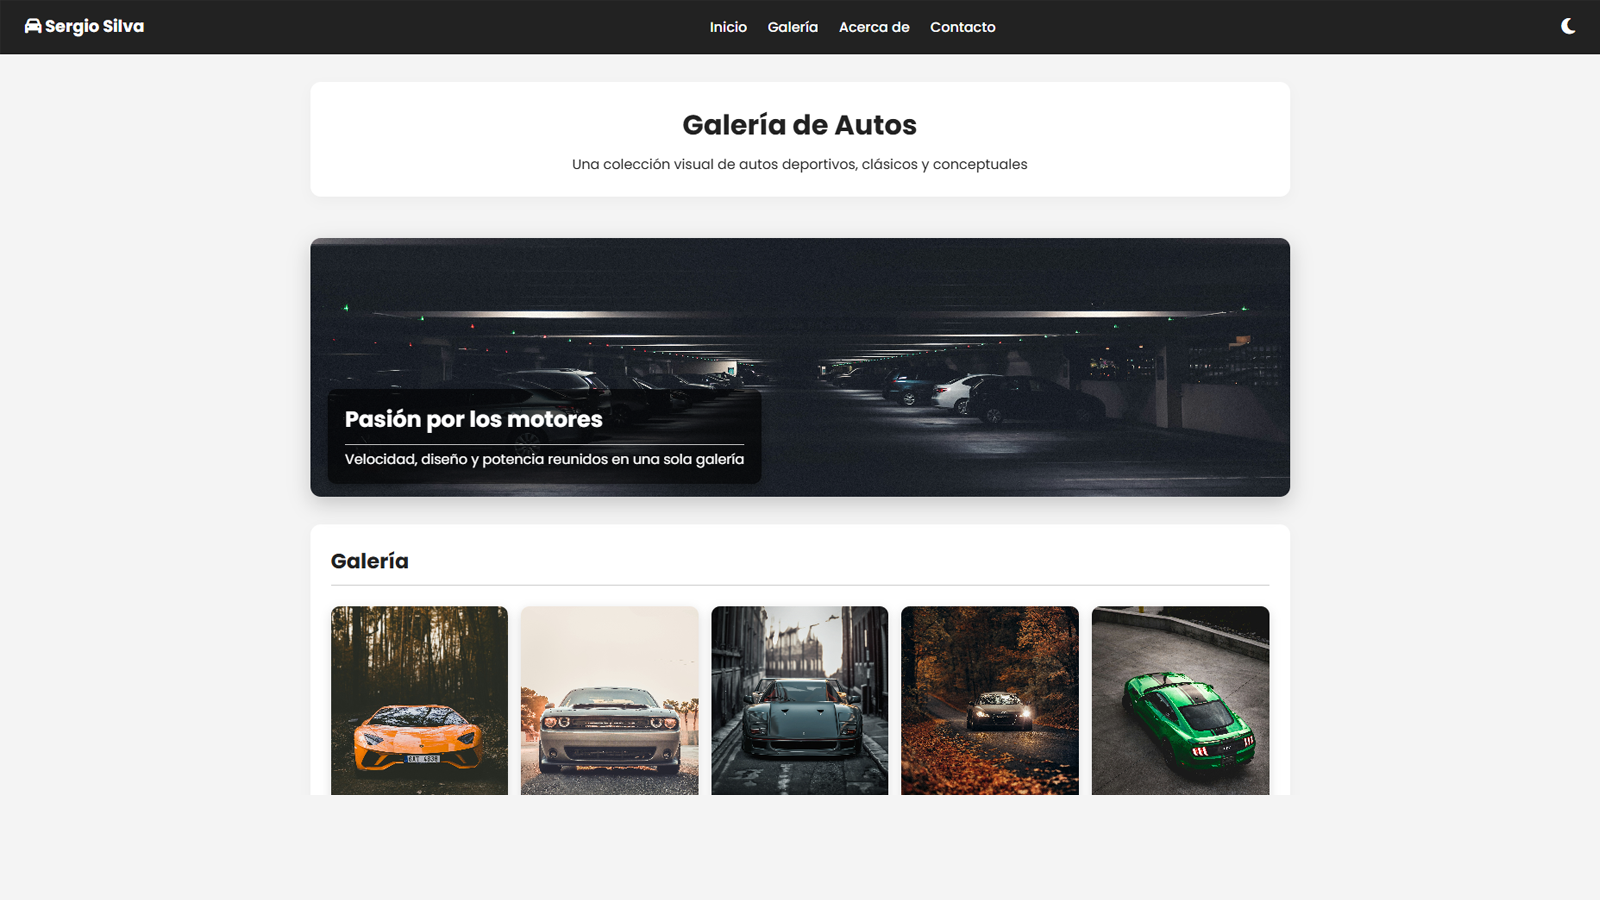 Sergio Silva
Inicio
Galería
Acerca de
Contacto
Galería de Autos
Una colección visual de autos deportivos, clásicos y conceptuales
Pasión por los motores
Velocidad, diseño y potencia reunidos en una sola galería
Galería